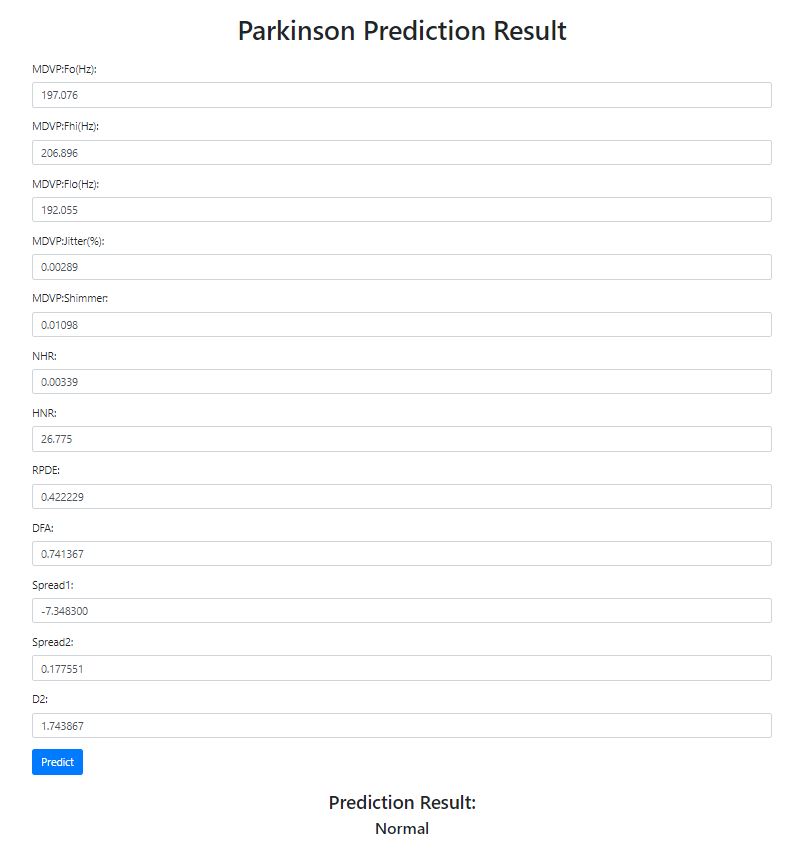 Parkinson Prediction Result
MDVP:Fo(Hz):
197.076
MDVP:Fhi(Hz):
206.896
MDVP:Flo(Hz):
192.055
MDVP:Jitter(%):
0.00289
MDVP:Shimmer:
0.01098
NHR:
0.00339
HNR:
26.775
RPDE:
0.422229
DFA:
0.741367
Spread1:
-7.348300
Spread2:
0.177551
D2:
1.743867
Predict
Prediction Result:
Normal